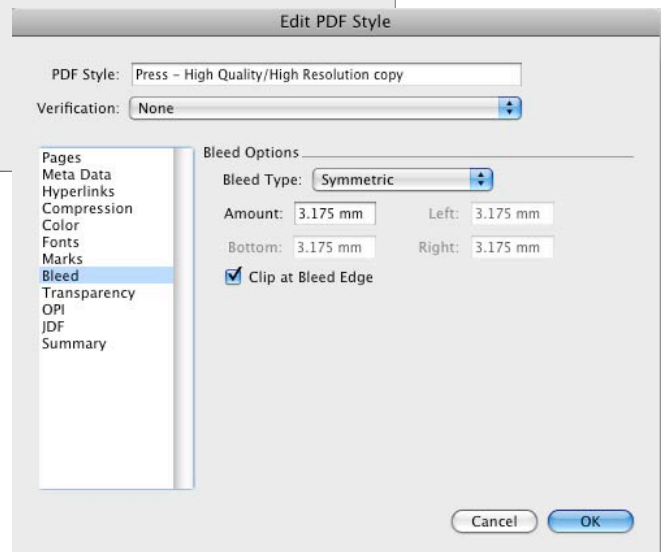 Edit PDF Style
PDF Style: Press – High Quality/High Resolution copy
Verification: None
Pages
Meta Data
Hyperlinks
Compression
Color
Fonts
Marks
Bleed
Transparency
OPI
JDF
Summary
Bleed Options
Bleed Type: Symmetric
Amount: 3.175 mm Left: 3.175 mm
Bottom: 3.175 mm Right: 3.175 mm
Clip at Bleed Edge
Cancel OK